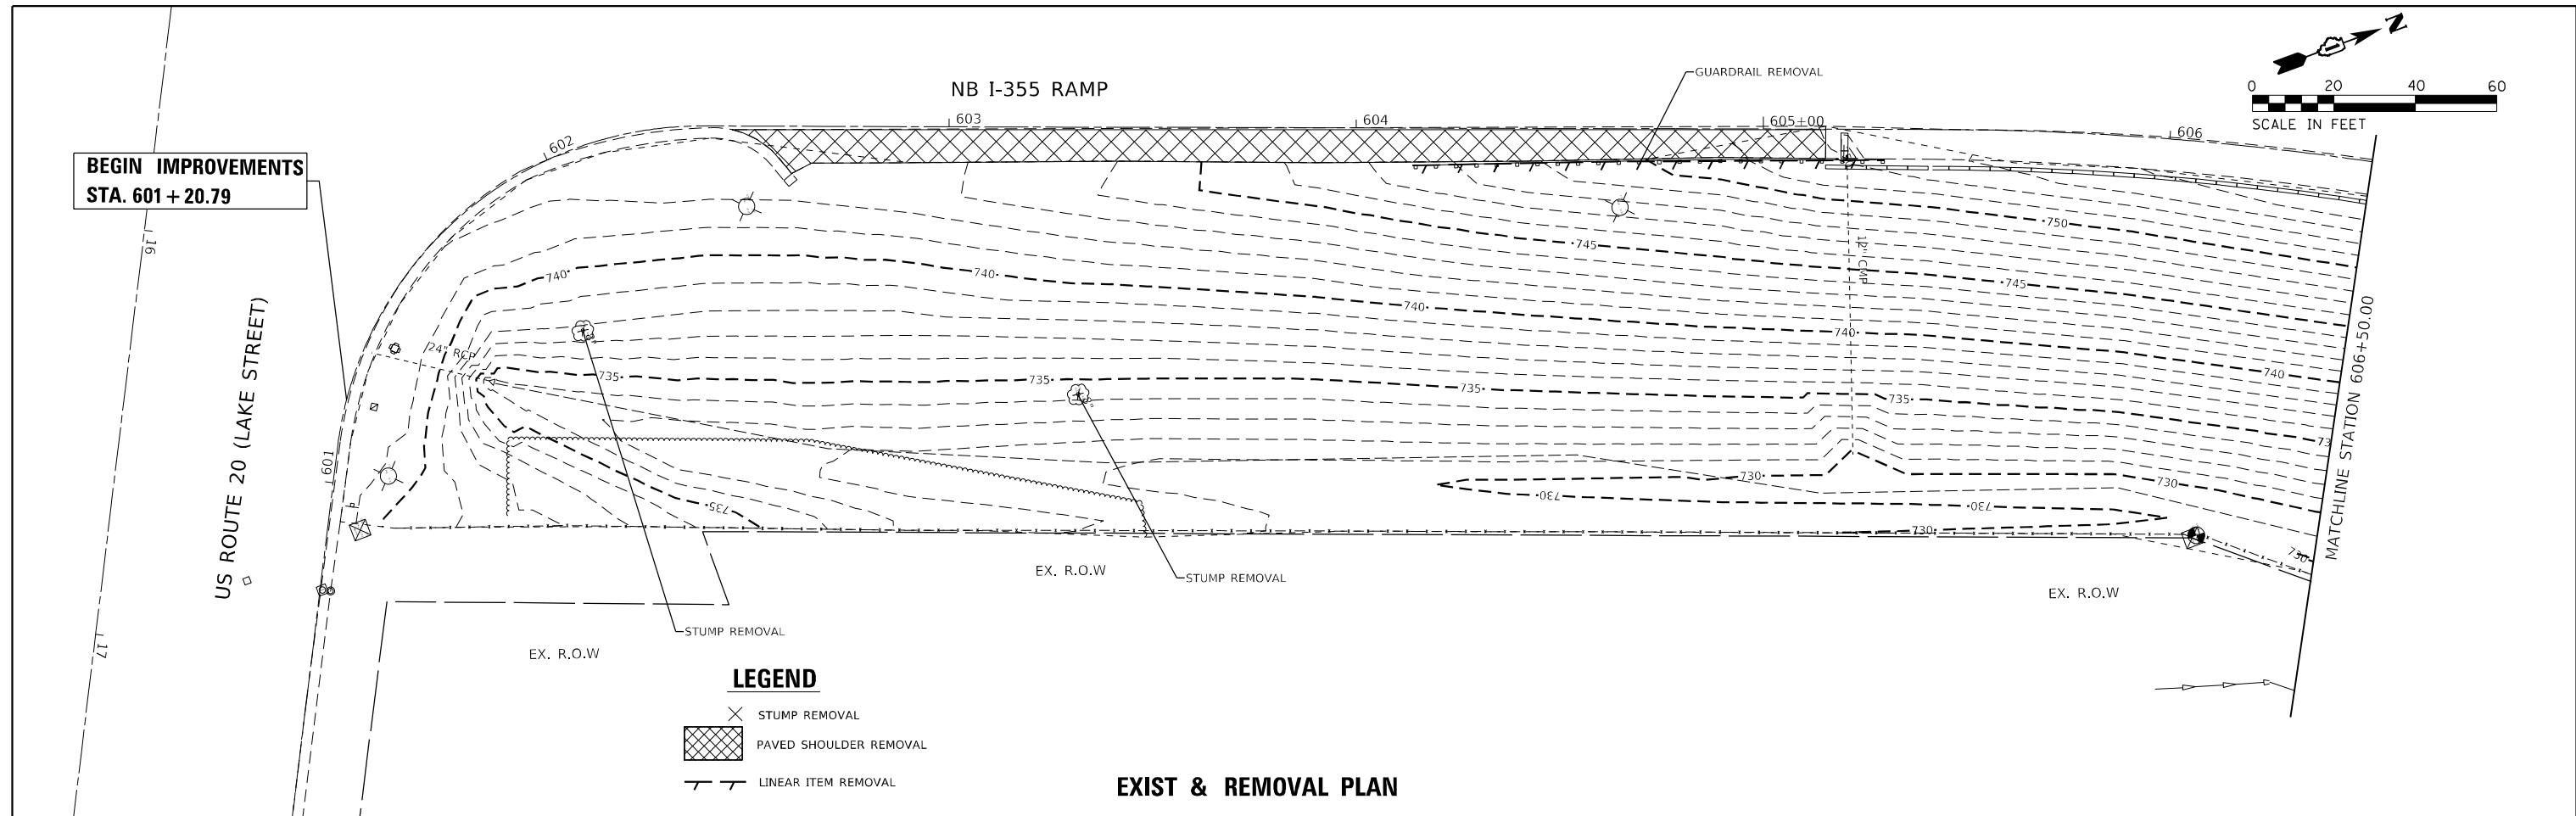 N
0 20 40 60
SCALE IN FEET
NB I-355 RAMP
GUARDRAIL REMOVAL
602
603
604
605+00
606
BEGIN IMPROVEMENTS
STA. 601 + 20.79
16
750
745
12" CMP
740
740
745
740
740
740
24" RCP
735
735
735
735
73
MATCHLINE STATION 606+50.00
US ROUTE 20 (LAKE STREET)
601
730
730
730
730
735
730
730
EX. R.O.W
STUMP REMOVAL
EX. R.O.W
17
STUMP REMOVAL
EX. R.O.W
LEGEND
STUMP REMOVAL
PAVED SHOULDER REMOVAL
LINEAR ITEM REMOVAL
EXIST & REMOVAL PLAN